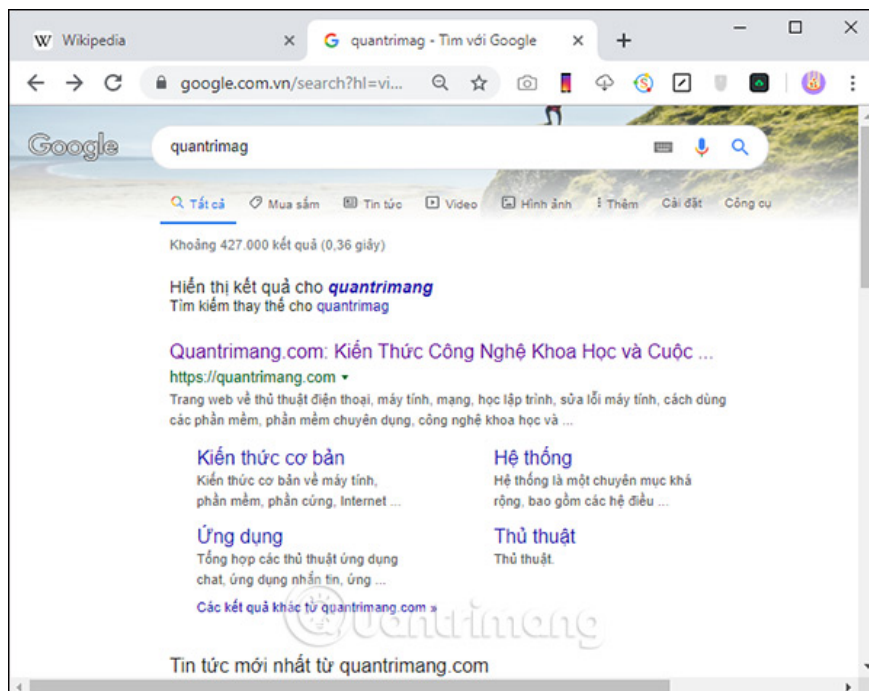 W Wikipedia
quantrimag - Tìm với Google
google.com.vn/search?hl=vi...
Google
quantrimag
Tất cả Mua sắm Tin tức Video Hình ảnh Thêm Cài đặt Công cụ
Khoảng 427.000 kết quả (0,36 giây)
Hiển thị kết quả cho quantrimang
Tìm kiếm thay thế cho quantrimag
Quantrimang.com: Kiến Thức Công Nghệ Khoa Học và Cuộc ...
https://quantrimang.com
Trang web về thủ thuật điện thoại, máy tính, mạng, học lập trình, sửa lỗi máy tính, cách dùng
các phần mềm, phần mềm chuyên dụng, công nghệ khoa học và ...
Kiến thức cơ bản
Kiến thức cơ bản về máy tính,
phần mềm, phần cứng, Internet ...
Hệ thống
Hệ thống là một chuyên mục khá
rộng, bao gồm các hệ điều ...
Ứng dụng
Tổng hợp các thủ thuật ứng dụng
chat, ứng dụng nhắn tin, ứng ...
Thủ thuật
Thủ thuật.
Các kết quả khác từ quantrimang.com »
Quantrimang
Tin tức mới nhất từ quantrimang.com